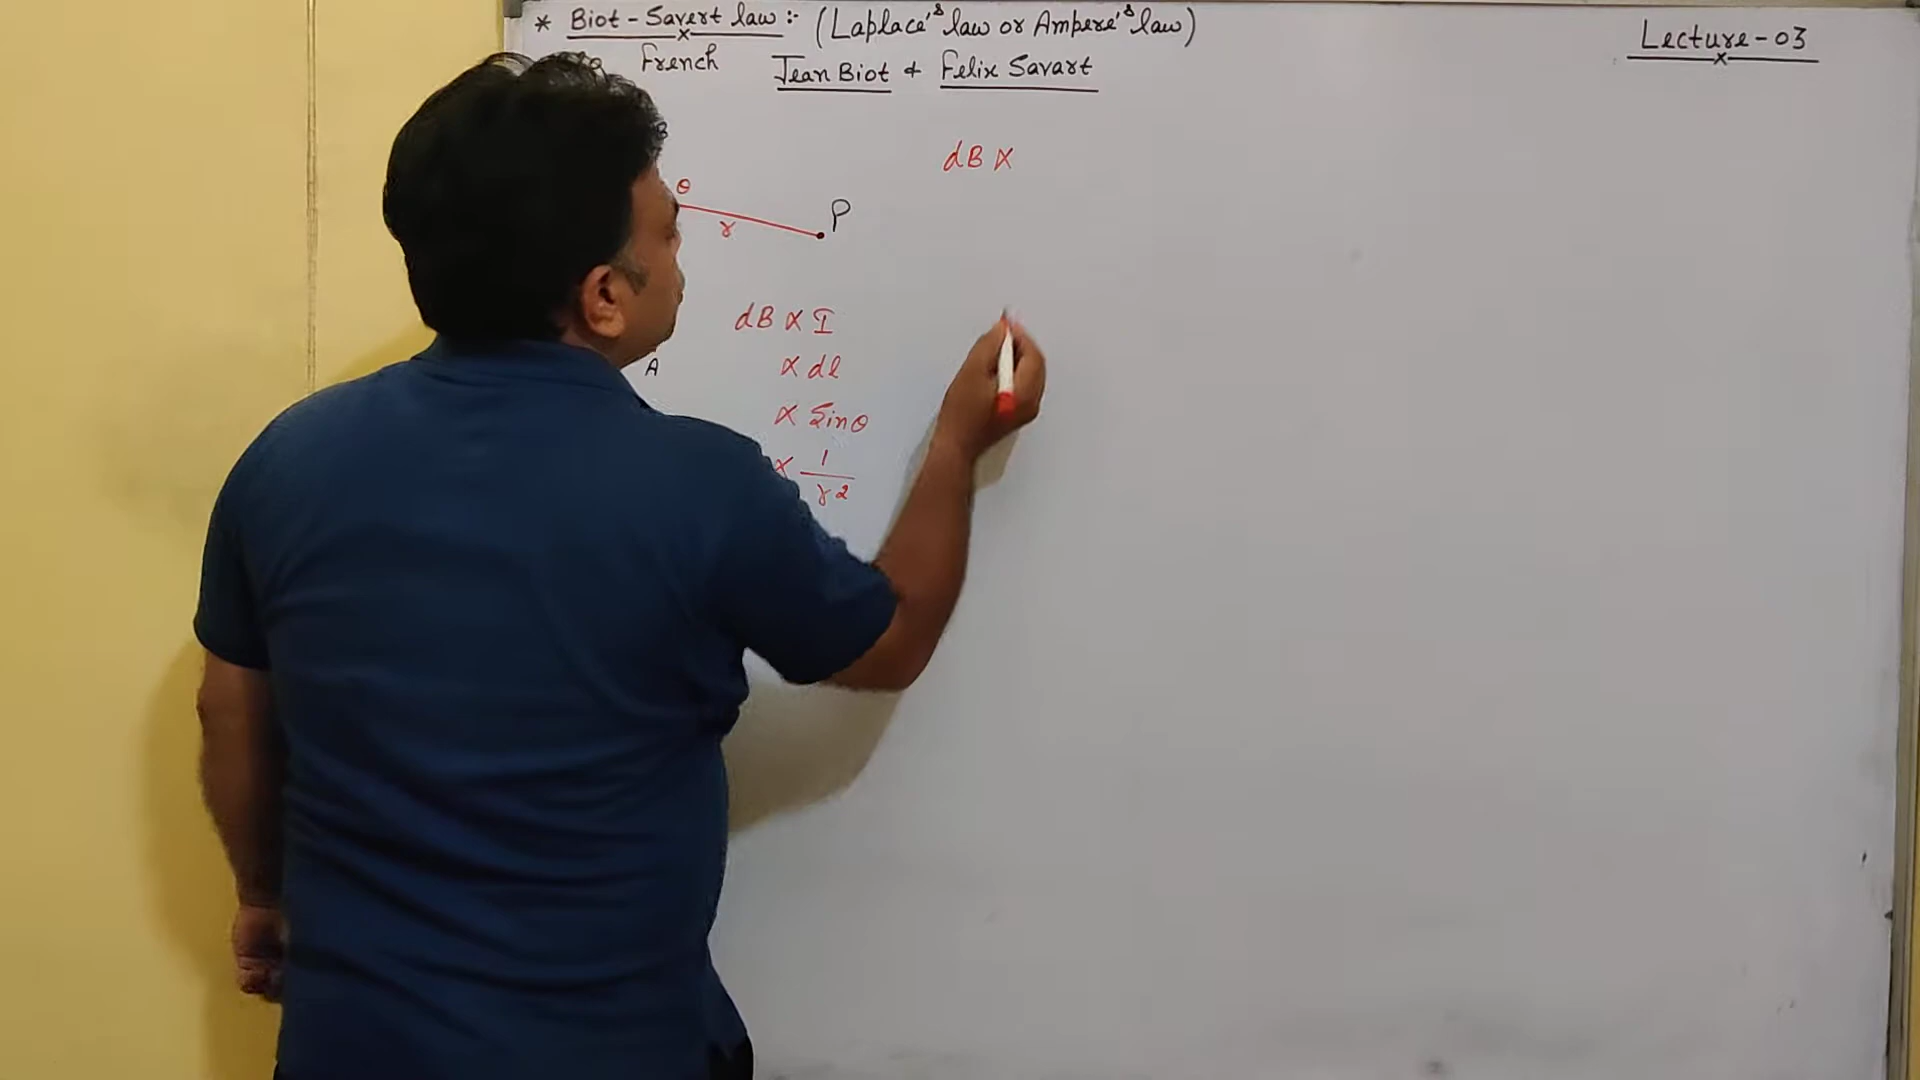 * Biot - Savert law :- (Laplace's law or Ampere's law)
Lecture - 03
French Jean Biot & Felix Savart
B
dB ∝
θ
P
r
dB ∝ I
A
∝ dl
∝ Sinθ
∝ 1
r2